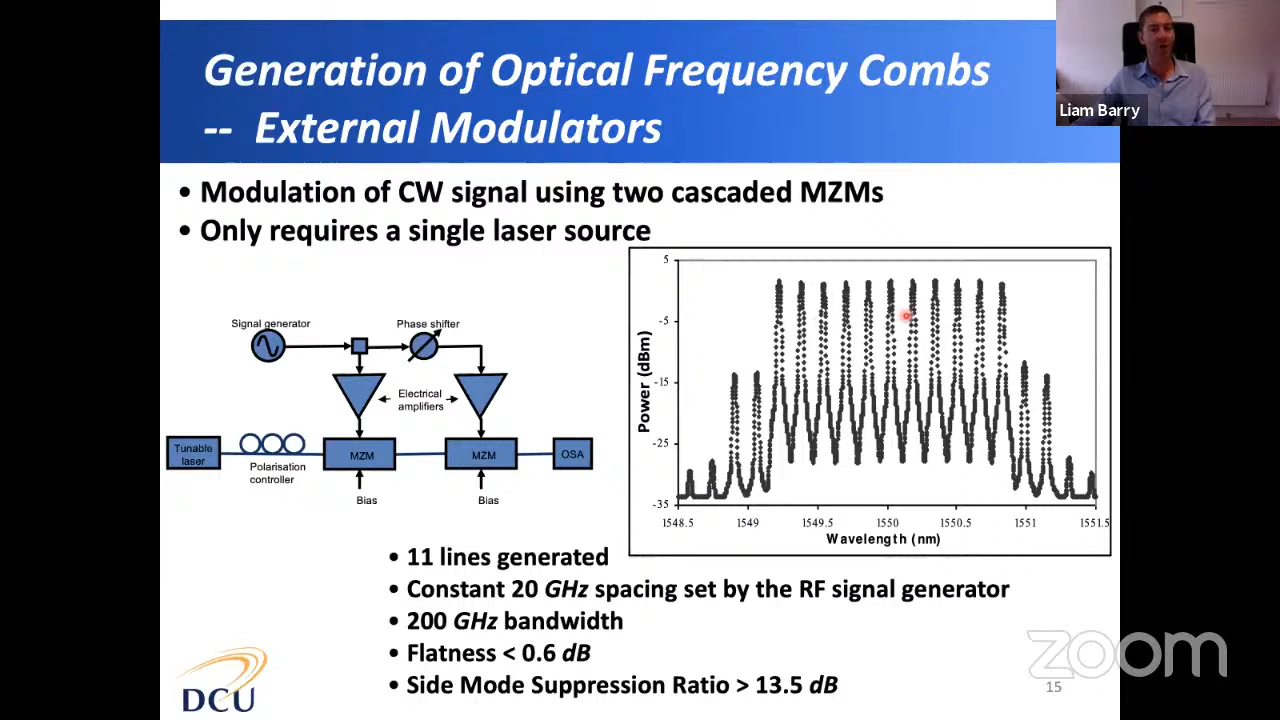 Generation of Optical Frequency Combs
-- External Modulators
Liam Barry
• Modulation of CW signal using two cascaded MZMs
• Only requires a single laser source
Signal generator
Phase shifter
Electrical
amplifiers
Tunable
laser
Polarisation
controller
MZM
MZM
OSA
Bias
Bias
5
-5
-15
-25
-35
Power (dBm)
1548.5
1549
1549.5
1550
1550.5
1551
1551.5
Wavelength (nm)
• 11 lines generated
• Constant 20 GHz spacing set by the RF signal generator
• 200 GHz bandwidth
• Flatness < 0.6 dB
• Side Mode Suppression Ratio > 13.5 dB
DCU
zoom
15